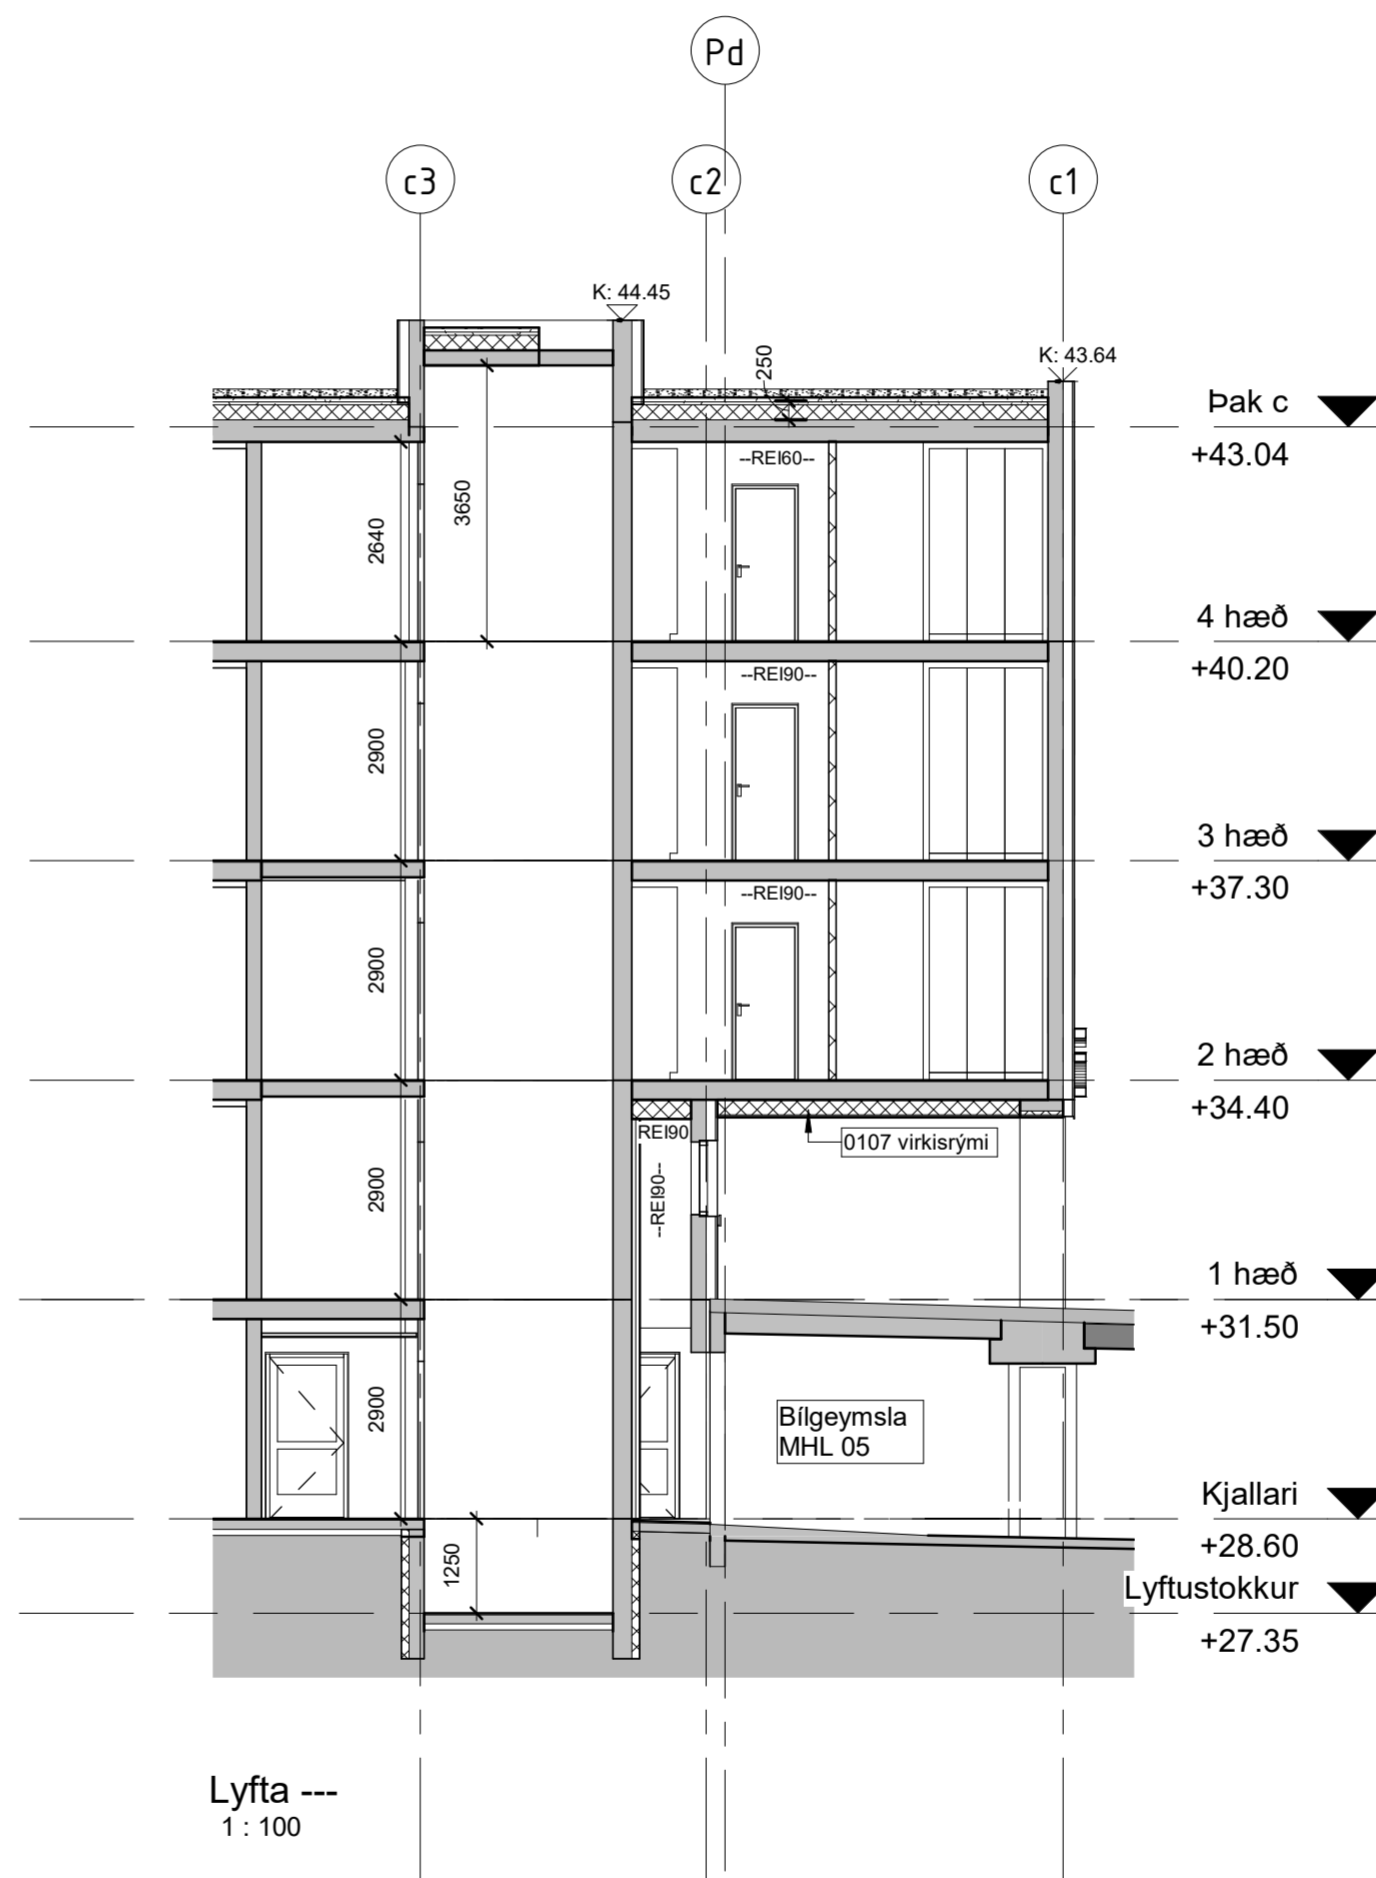 Pd
c3
c2
c1
K: 44.45
K: 43.64
250
Þak c
+43.04
--REI60--
3650
2640
4 hæð
+40.20
--REI90--
2900
3 hæð
+37.30
--REI90--
2900
2 hæð
+34.40
REI90
0107 virkisrými
--REI90--
2900
1 hæð
+31.50
2900
Bílgeymsla
MHL 05
Kjallari
+28.60
1250
Lyftustokkur
+27.35
Lyfta ---
1 : 100